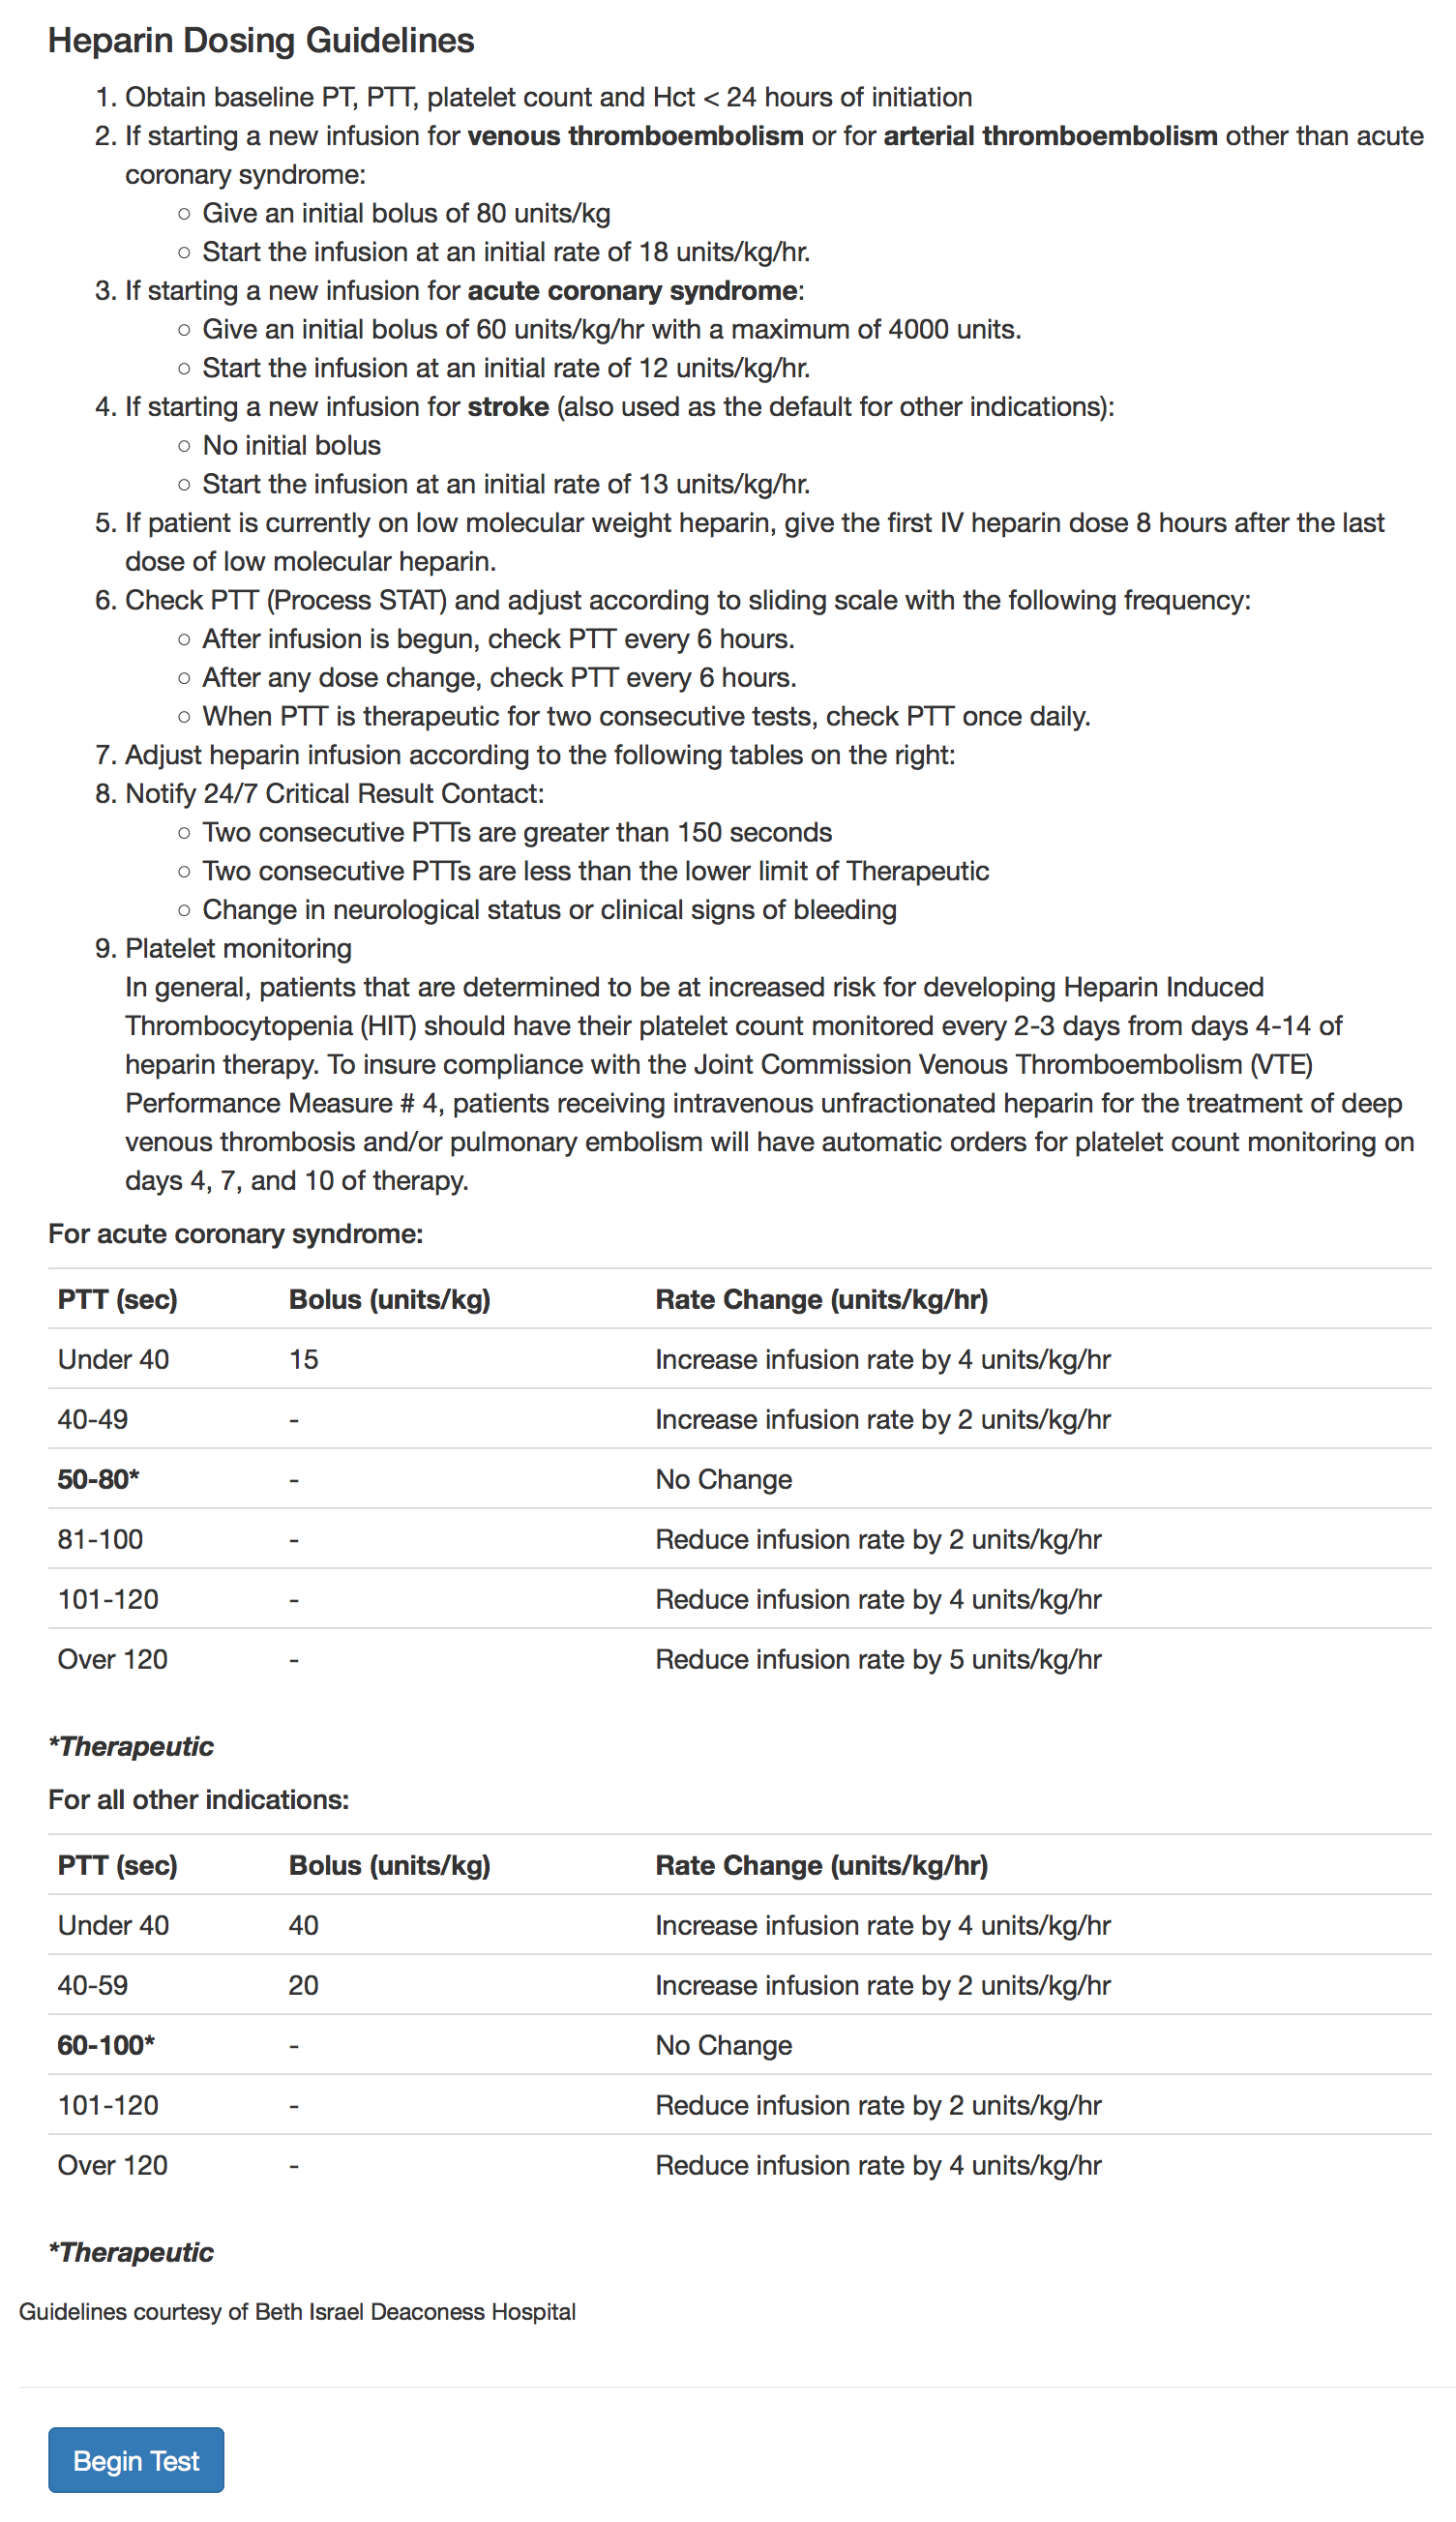 Heparin Dosing Guidelines
1. Obtain baseline PT, PTT, platelet count and Hct < 24 hours of initiation
2. If starting a new infusion for venous thromboembolism or for arterial thromboembolism other than acute
coronary syndrome:
○ Give an initial bolus of 80 units/kg
○ Start the infusion at an initial rate of 18 units/kg/hr.
3. If starting a new infusion for acute coronary syndrome:
○ Give an initial bolus of 60 units/kg/hr with a maximum of 4000 units.
○ Start the infusion at an initial rate of 12 units/kg/hr.
4. If starting a new infusion for stroke (also used as the default for other indications):
○ No initial bolus
○ Start the infusion at an initial rate of 13 units/kg/hr.
5. If patient is currently on low molecular weight heparin, give the first IV heparin dose 8 hours after the last
dose of low molecular heparin.
6. Check PTT (Process STAT) and adjust according to sliding scale with the following frequency:
○ After infusion is begun, check PTT every 6 hours.
○ After any dose change, check PTT every 6 hours.
○ When PTT is therapeutic for two consecutive tests, check PTT once daily.
7. Adjust heparin infusion according to the following tables on the right:
8. Notify 24/7 Critical Result Contact:
○ Two consecutive PTTs are greater than 150 seconds
○ Two consecutive PTTs are less than the lower limit of Therapeutic
○ Change in neurological status or clinical signs of bleeding
9. Platelet monitoring
In general, patients that are determined to be at increased risk for developing Heparin Induced
Thrombocytopenia (HIT) should have their platelet count monitored every 2-3 days from days 4-14 of
heparin therapy. To insure compliance with the Joint Commission Venous Thromboembolism (VTE)
Performance Measure # 4, patients receiving intravenous unfractionated heparin for the treatment of deep
venous thrombosis and/or pulmonary embolism will have automatic orders for platelet count monitoring on
days 4, 7, and 10 of therapy.
For acute coronary syndrome:
PTT (sec) Bolus (units/kg) Rate Change (units/kg/hr)
Under 40 15 Increase infusion rate by 4 units/kg/hr
40-49 - Increase infusion rate by 2 units/kg/hr
50-80* - No Change
81-100 - Reduce infusion rate by 2 units/kg/hr
101-120 - Reduce infusion rate by 4 units/kg/hr
Over 120 - Reduce infusion rate by 5 units/kg/hr
*Therapeutic
For all other indications:
PTT (sec) Bolus (units/kg) Rate Change (units/kg/hr)
Under 40 40 Increase infusion rate by 4 units/kg/hr
40-59 20 Increase infusion rate by 2 units/kg/hr
60-100* - No Change
101-120 - Reduce infusion rate by 2 units/kg/hr
Over 120 - Reduce infusion rate by 4 units/kg/hr
*Therapeutic
Guidelines courtesy of Beth Israel Deaconess Hospital
Begin Test